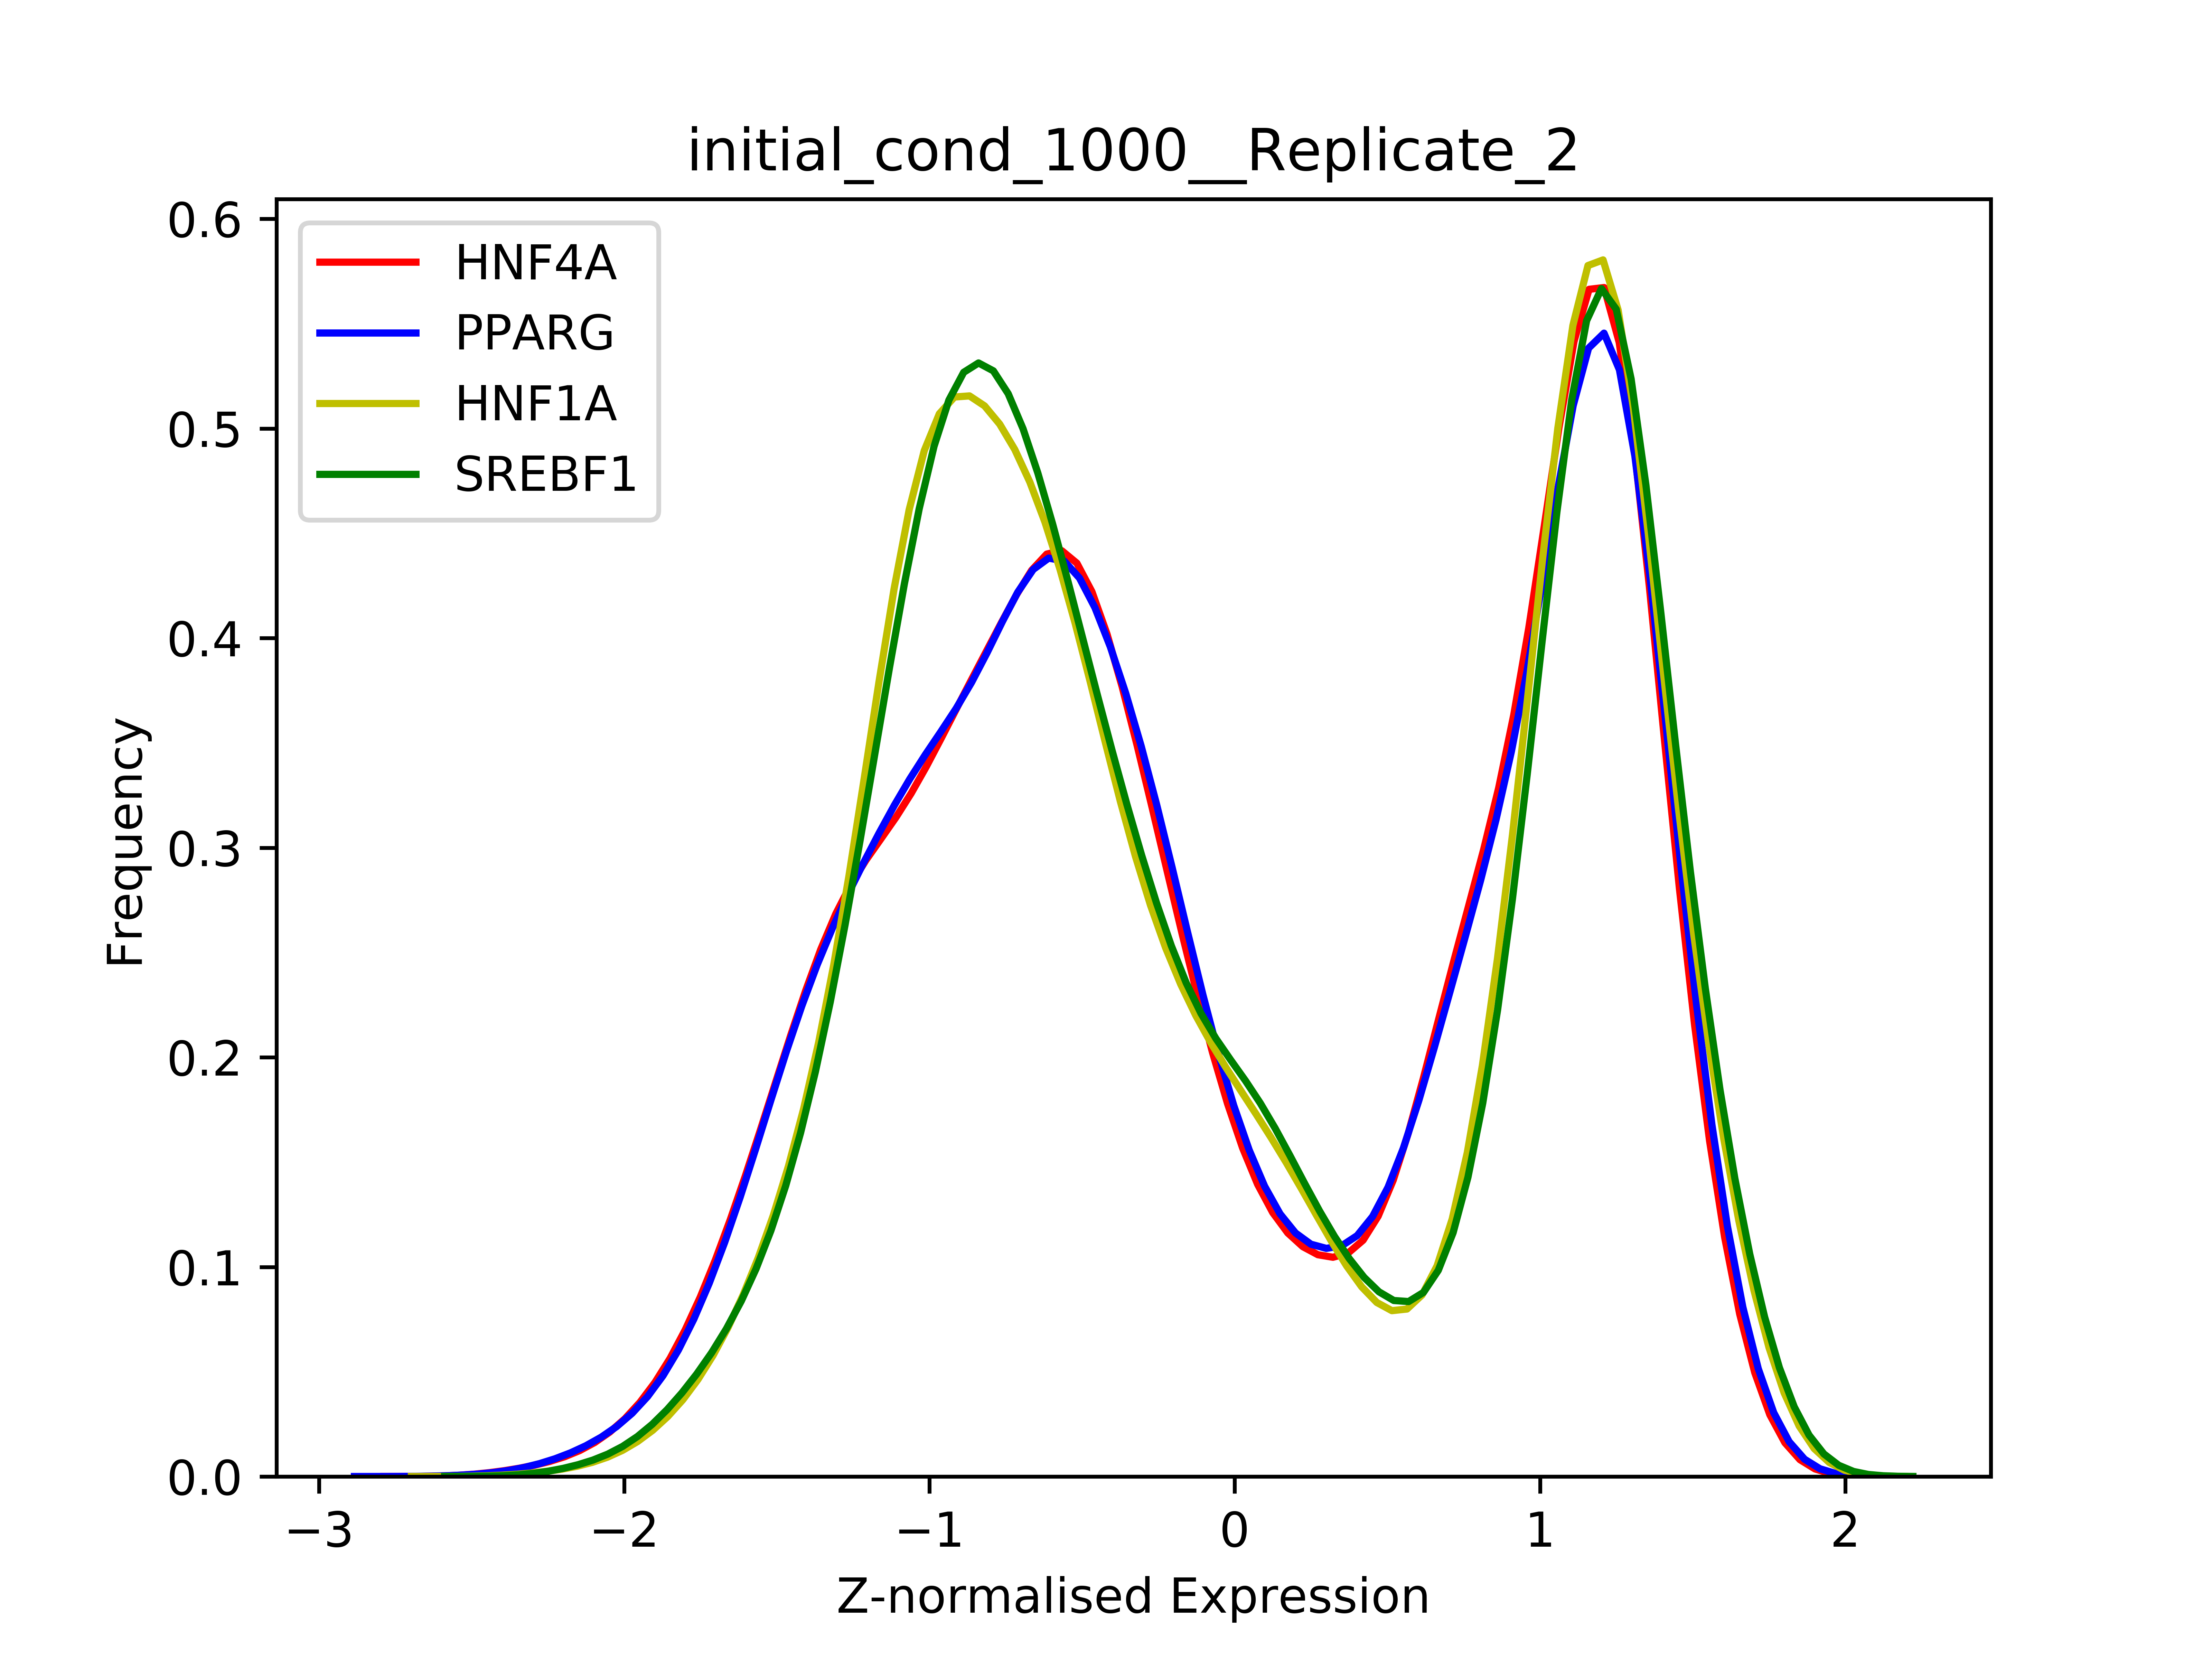 initial_cond_1000__Replicate_2
0.6
0.5
0.4
0.3
0.2
0.1
0.0
Frequency
HNF4A
PPARG
HNF1A
SREBF1
−3 −2 −1 0 1 2
Z-normalised Expression